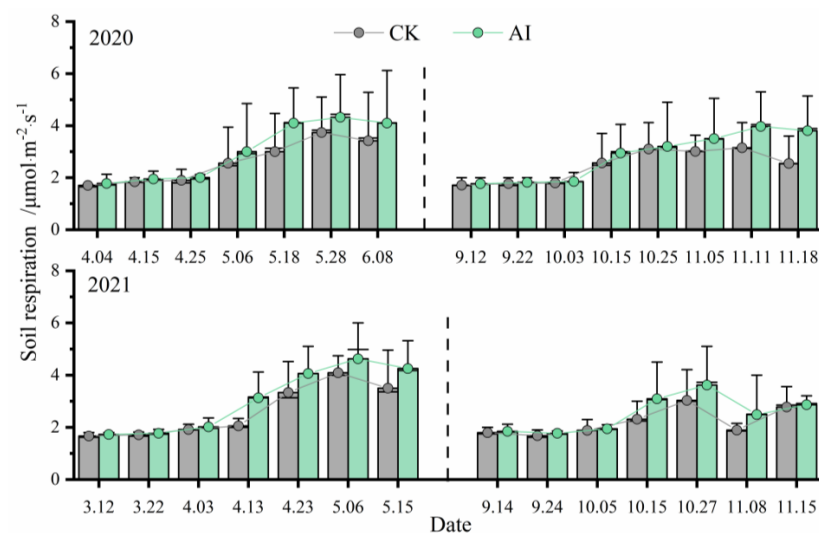 2020
CK AI
8
6
4
2
0
4.04 4.15 4.25 5.06 5.18 5.28 6.08 9.12 9.22 10.03 10.15 10.25 11.05 11.11 11.18
Soil respiration /μmol·m⁻²·s⁻¹
2021
8
6
4
2
0
3.12 3.22 4.03 4.13 4.23 5.06 5.15 9.14 9.24 10.05 10.15 10.27 11.08 11.15
Date